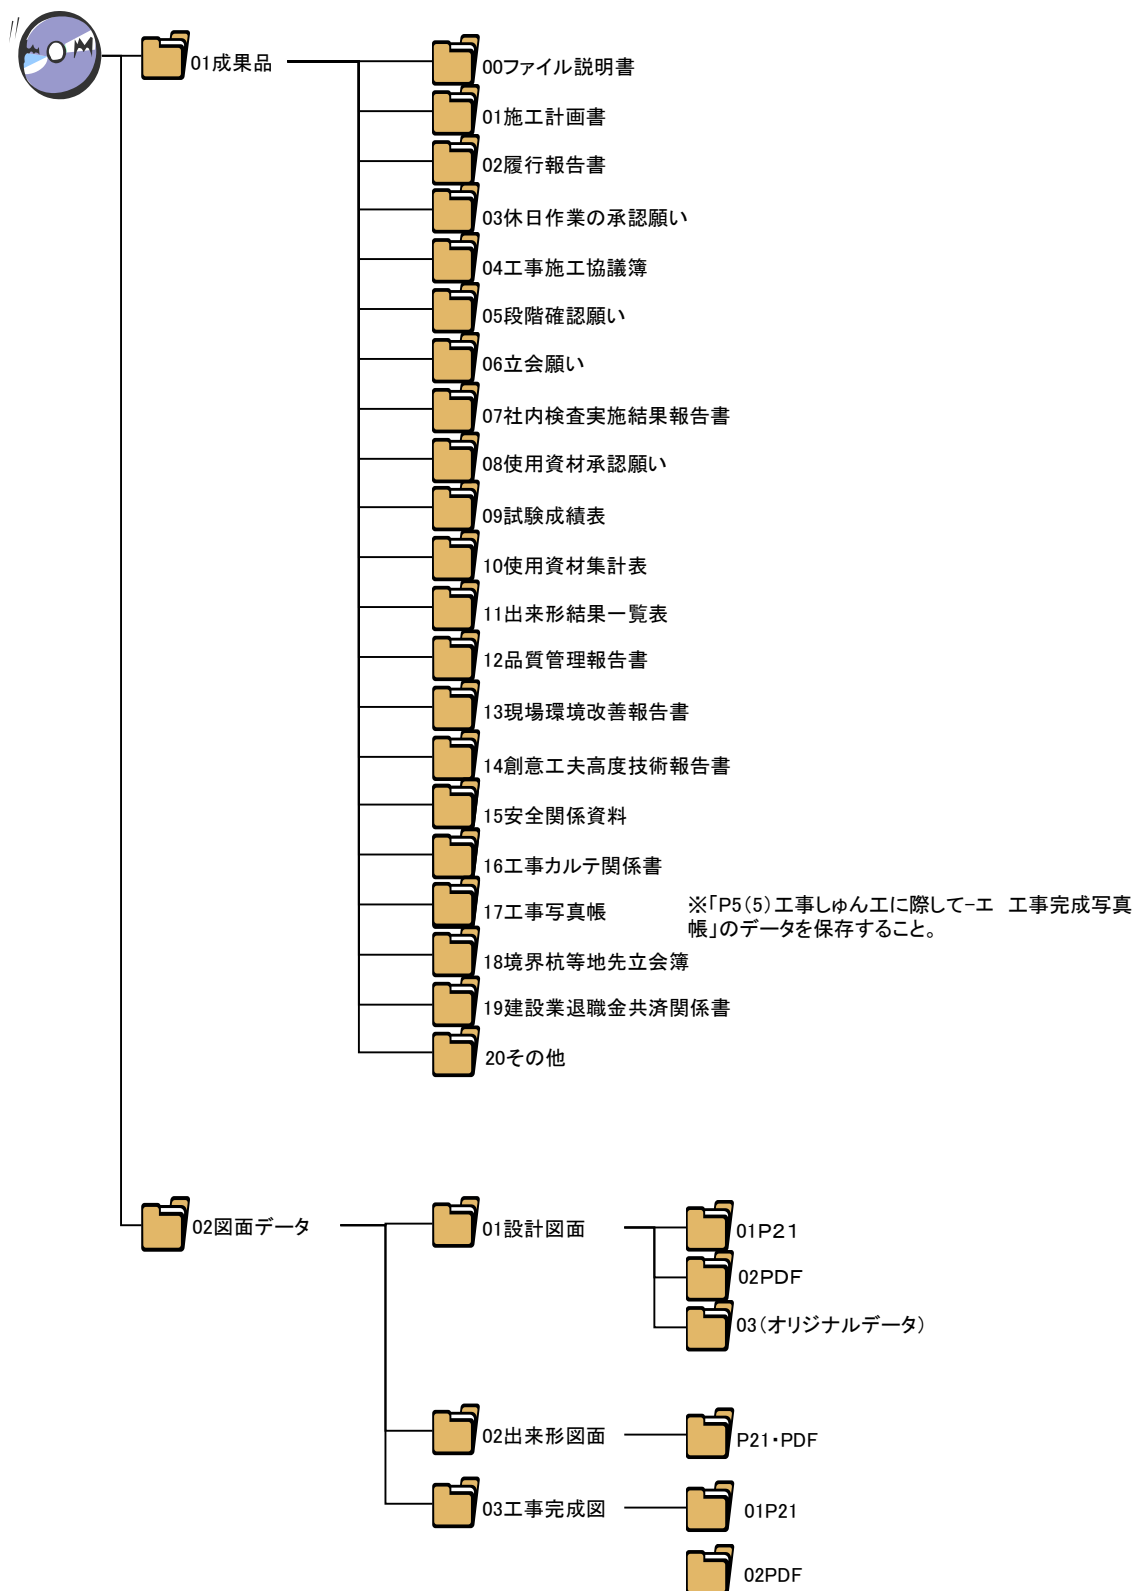 01成果品
00ファイル説明書
01施工計画書
02履行報告書
03休日作業の承認願い
04工事施工協議簿
05段階確認願い
06立会願い
07社内検査実施結果報告書
08使用資材承認願い
09試験成績表
10使用資材集計表
11出来形結果一覧表
12品質管理報告書
13現場環境改善報告書
14創意工夫高度技術報告書
15安全関係資料
16工事カルテ関係書
17工事写真帳
※「P5(5)工事しゅん工に際して-エ　工事完成写真
帳」のデータを保存すること。
18境界杭等地先立会簿
19建設業退職金共済関係書
20その他
02図面データ
01設計図面
01P21
02PDF
03(オリジナルデータ)
02出来形図面
P21・PDF
03工事完成図
01P21
02PDF